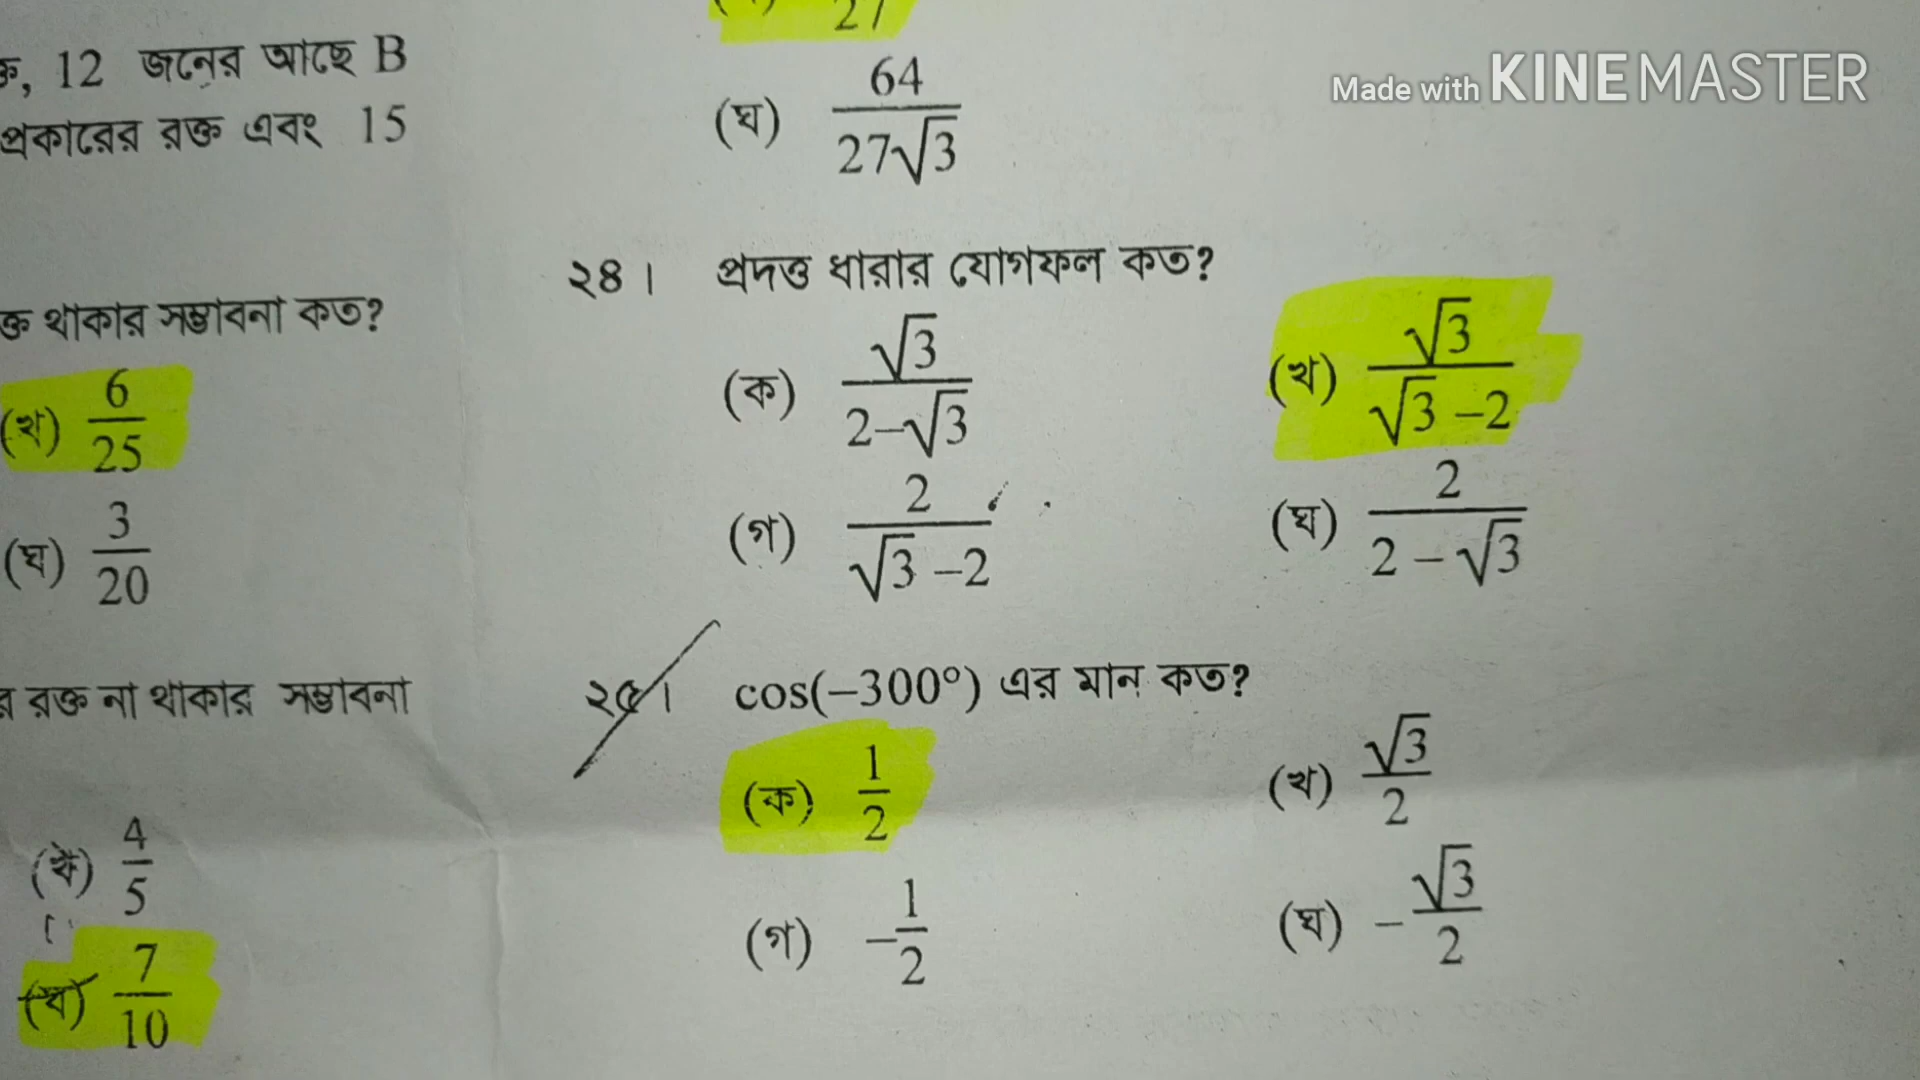 12 জনের আছে B
প্রকারের রক্ত এবং 15
থাকার সম্ভাবনা কত?
(খ) 6/25
(ঘ) 3/20
রক্ত না থাকার সম্ভাবনা
4/5
7/10
27
(ঘ) 64/27√3
২৪। প্রদত্ত ধারার যোগফল কত?
(ক) √3/2–√3 (খ) √3/√3 –2
(গ) 2/√3 –2 (ঘ) 2/2 – √3
২৫। cos(–300°) এর মান কত?
(ক) 1/2 (খ) √3/2
(গ) –1/2 (ঘ) –√3/2
Made with KINEMASTER